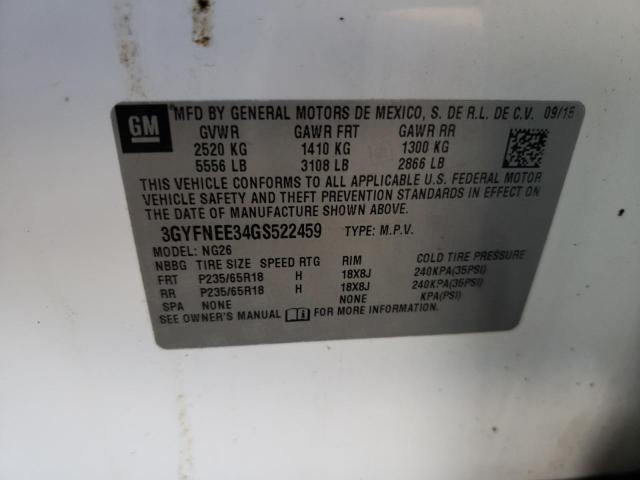 GM
MFD BY GENERAL MOTORS DE MEXICO, S. DE R.L. DE C.V. 09/15
GVWR GAWR FRT GAWR RR
2520 KG 1410 KG 1300 KG
5556 LB 3108 LB 2866 LB
THIS VEHICLE CONFORMS TO ALL APPLICABLE U.S. FEDERAL MOTOR
VEHICLE SAFETY AND THEFT PREVENTION STANDARDS IN EFFECT ON
THE DATE OF MANUFACTURE SHOWN ABOVE.
3GYFNEE34GS522459 TYPE: M.P.V.
MODEL: NG26
NBBG TIRE SIZE SPEED RTG RIM COLD TIRE PRESSURE
FRT P235/65R18 H 18X8J 240KPA(35PSI)
RR P235/65R18 H 18X8J 240KPA(35PSI)
SPA NONE NONE KPA(PSI)
SEE OWNER'S MANUAL FOR MORE INFORMATION.